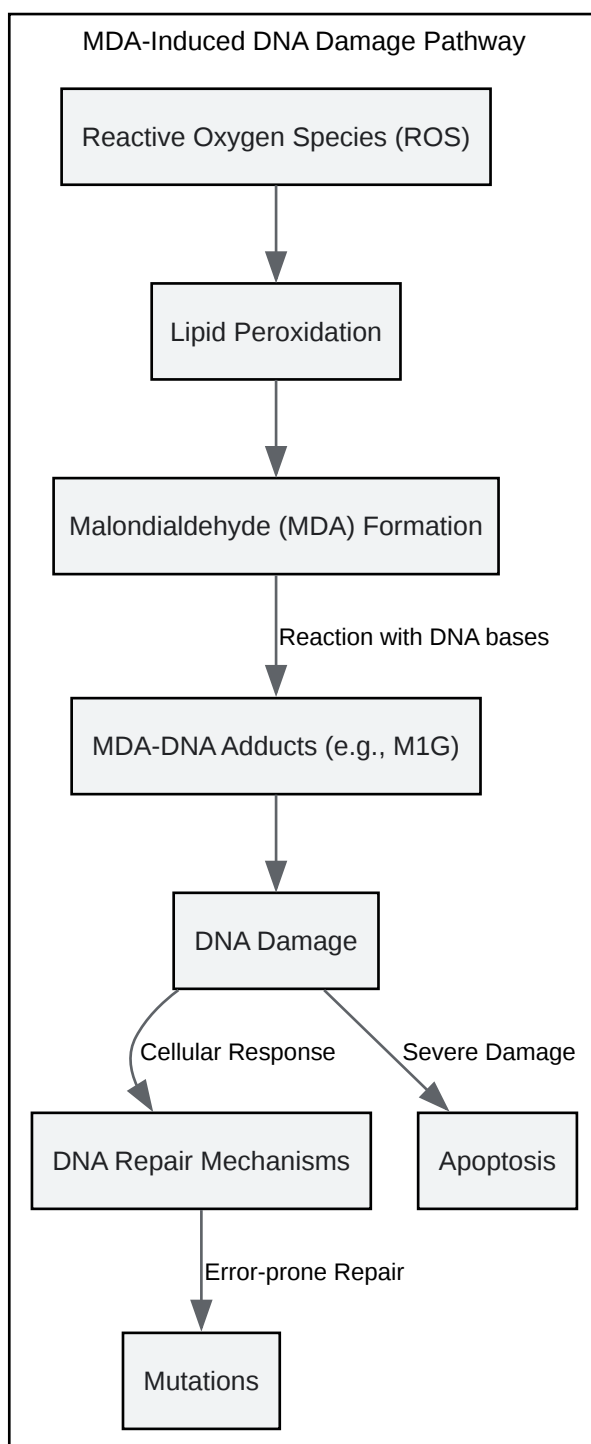 MDA-Induced DNA Damage Pathway
Reactive Oxygen Species (ROS)
Lipid Peroxidation
Malondialdehyde (MDA) Formation
Reaction with DNA bases
MDA-DNA Adducts (e.g., M1G)
DNA Damage
Cellular Response
Severe Damage
DNA Repair Mechanisms
Apoptosis
Error-prone Repair
Mutations